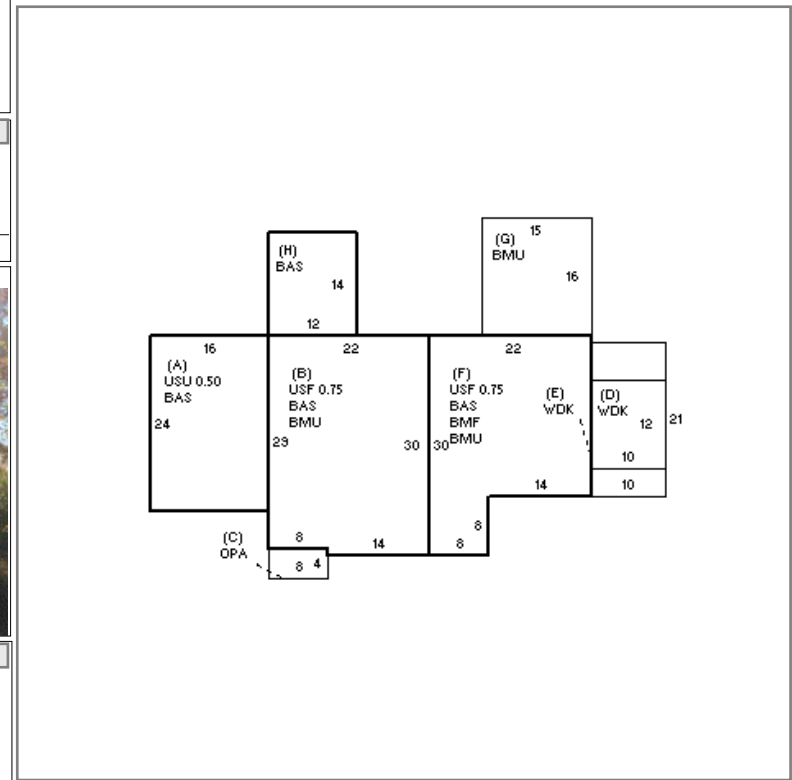 (G)
BMU
15
16
(H)
BAS
14
12
16
(A)
USU 0.50
BAS
24
22
(B)
USF 0.75
BAS
BMU
29
30
22
(F)
USF 0.75
BAS
BMF
BMU
30
(E)
WDK
(D)
WDK
12
21
10
10
14
8
8
8
14
(C)
OPA
8
4